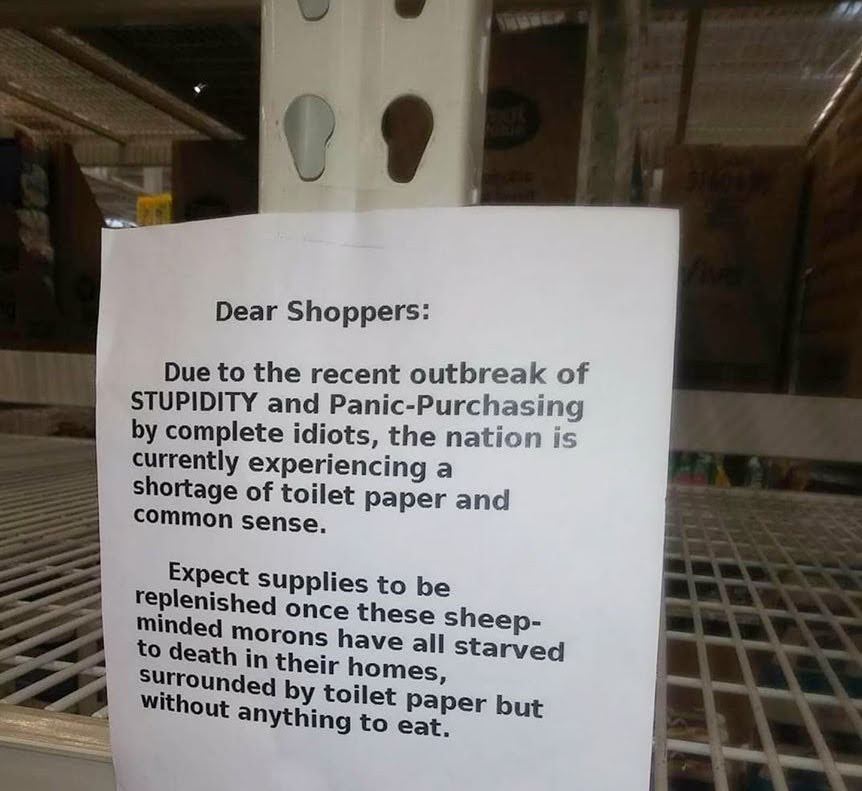 Dear Shoppers:
Due to the recent outbreak of
STUPIDITY and Panic-Purchasing
by complete idiots, the nation is
currently experiencing a
shortage of toilet paper and
common sense.
Expect supplies to be
replenished once these sheep-
minded morons have all starved
to death in their homes,
surrounded by toilet paper but
without anything to eat.